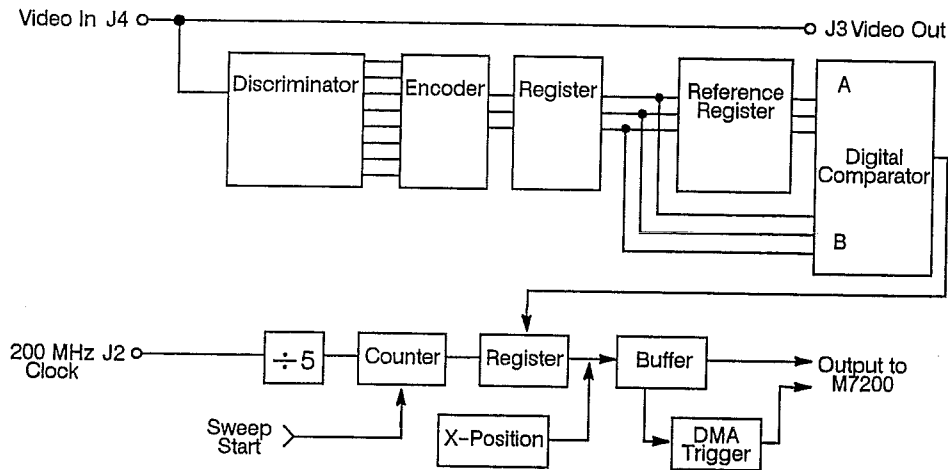 Video In J4
J3 Video Out
Discriminator
Encoder
Register
Reference
Register
A
Digital
Comparator
B
200 MHz J2
Clock
÷5
Counter
Register
Buffer
Output to
M7200
Sweep
Start
X-Position
DMA
Trigger